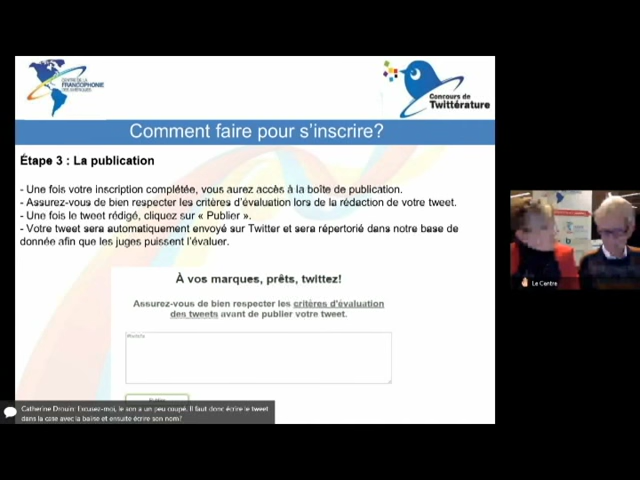 CENTRE DE LA
FRANCOPHONIE
DES AMÉRIQUES
Concours de
Twittérature
Comment faire pour s'inscrire?
Étape 3 : La publication
- Une fois votre inscription complétée, vous aurez accès à la boîte de publication.
- Assurez-vous de bien respecter les critères d'évaluation lors de la rédaction de votre tweet.
- Une fois le tweet rédigé, cliquez sur « Publier ».
- Votre tweet sera automatiquement envoyé sur Twitter et sera répertorié dans notre base de
donnée afin que les juges puissent l'évaluer.
À vos marques, prêts, twittez!
Assurez-vous de bien respecter les critères d'évaluation
des tweets avant de publier votre tweet.
Le Centre
Catherine Drouin: Excusez-moi, le son a un peu coupé. Il faut donc écrire le tweet
dans la case avec la balise et ensuite écrire son nom?